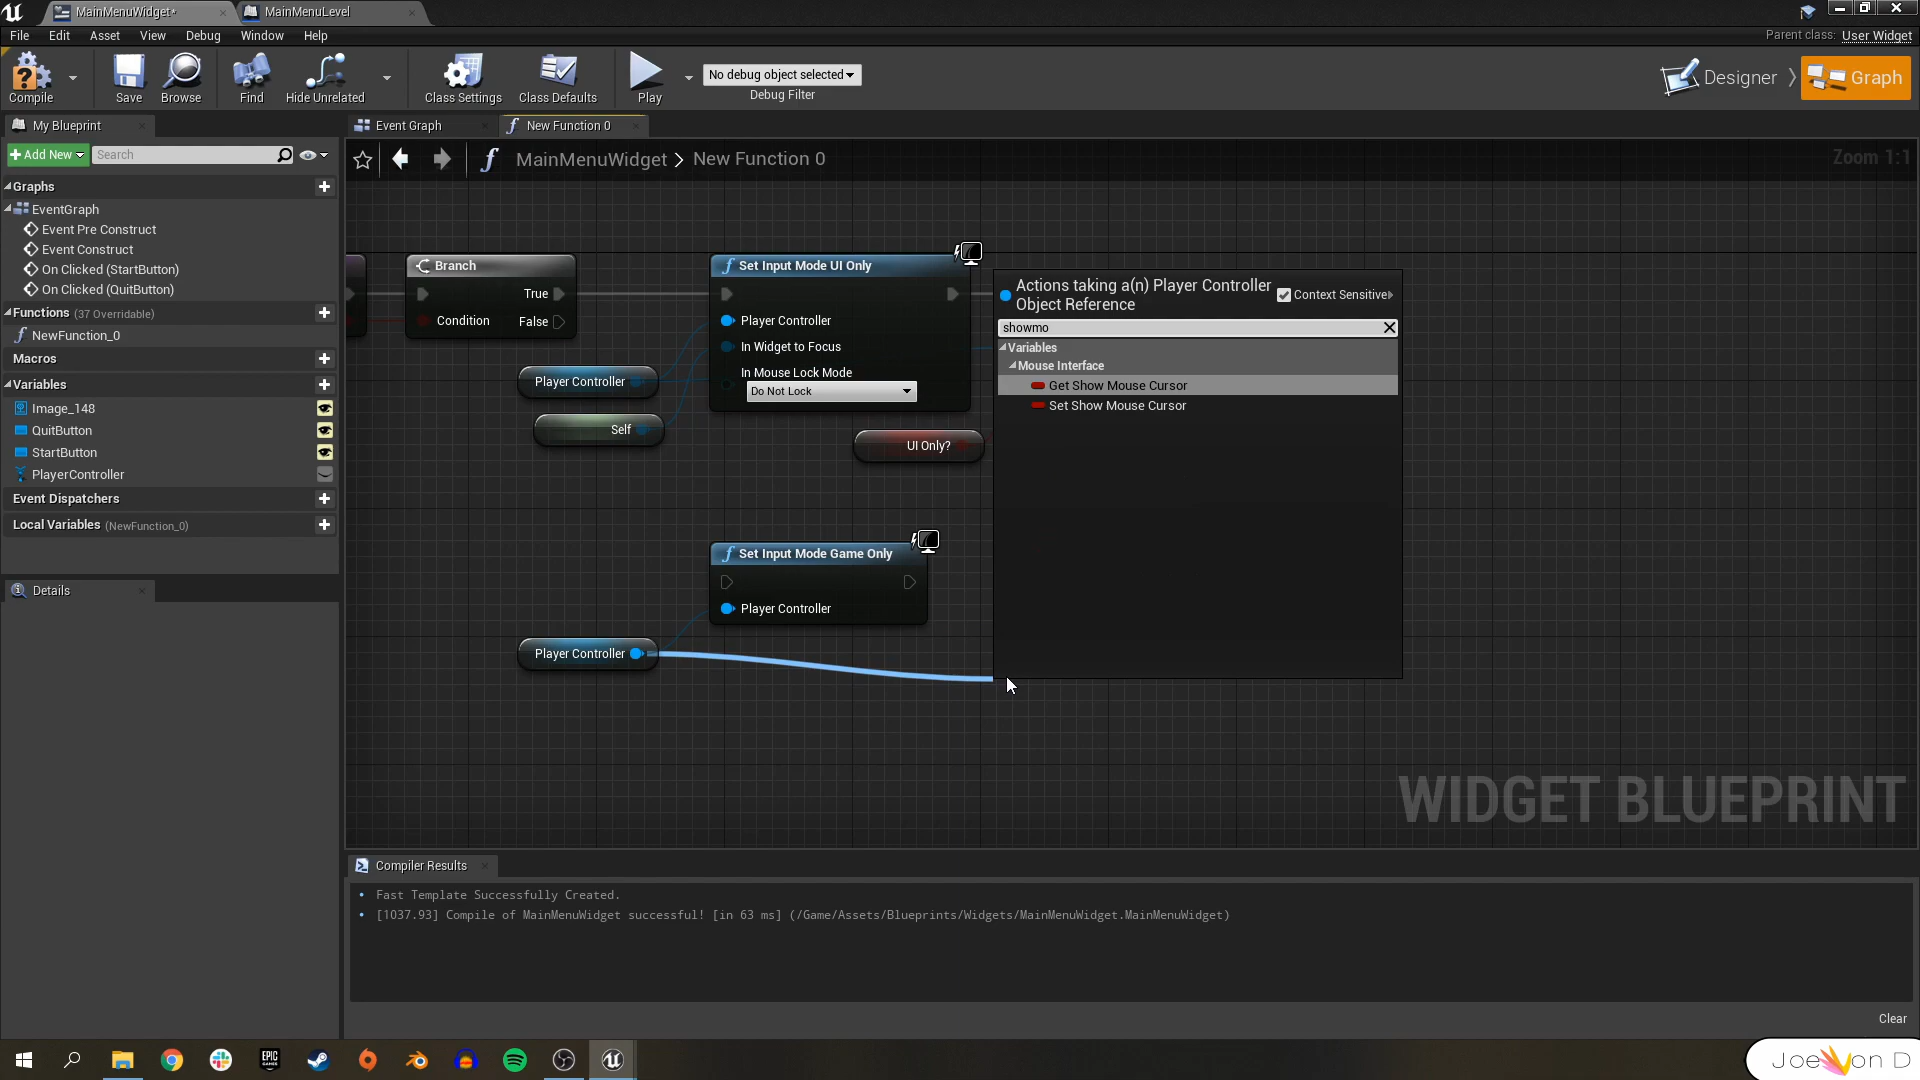 MainMenuWidget*
MainMenuLevel
File Edit Asset View Debug Window Help
Parent class: User Widget
Compile
Save
Browse
Find
Hide Unrelated
Class Settings
Class Defaults
Play
No debug object selected
Debug Filter
Designer
Graph
My Blueprint
Event Graph
New Function 0
Add New
Search
MainMenuWidget > New Function 0
Zoom 1:1
Graphs
EventGraph
Event Pre Construct
Event Construct
On Clicked (StartButton)
On Clicked (QuitButton)
Functions (37 Overridable)
NewFunction_0
Macros
Variables
Image_148
QuitButton
StartButton
PlayerController
Event Dispatchers
Local Variables (NewFunction_0)
Details
Branch
True
Condition
False
Set Input Mode UI Only
Player Controller
In Widget to Focus
In Mouse Lock Mode
Do Not Lock
Player Controller
Self
UI Only?
Set Input Mode Game Only
Player Controller
Player Controller
Actions taking a(n) Player Controller
Object Reference
Context Sensitive
showmo
Variables
Mouse Interface
Get Show Mouse Cursor
Set Show Mouse Cursor
WIDGET BLUEPRINT
Compiler Results
Fast Template Successfully Created.
[1037.93] Compile of MainMenuWidget successful! [in 63 ms] (/Game/Assets/Blueprints/Widgets/MainMenuWidget.MainMenuWidget)
Clear
EPIC GAMES
Joe Von D